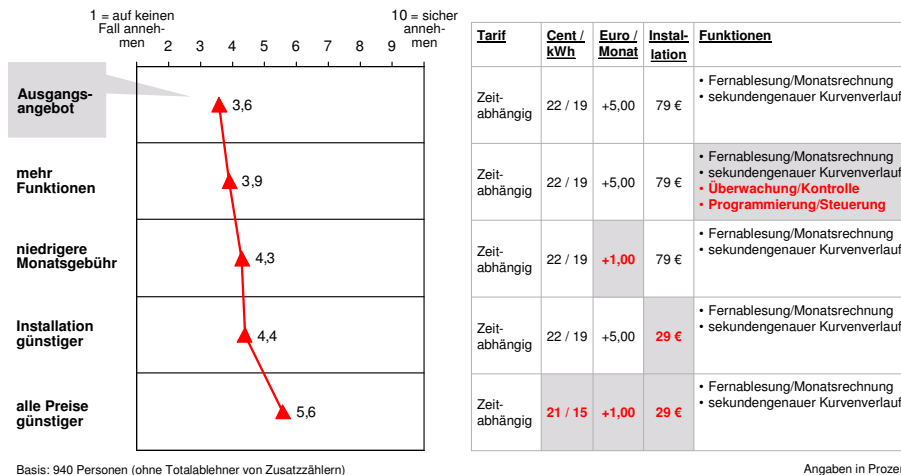 1 = auf keinen
Fall anneh-
men
2 3 4 5 6 7 8 9
10 = sicher
anneh-
men
Ausgangs-
angebot
3,6
mehr
Funktionen
3,9
niedrigere
Monatsgebühr
4,3
Installation
günstiger
4,4
alle Preise
günstiger
5,6
Tarif
Cent /
kWh
Euro /
Monat
Instal-
lation
Funktionen
Zeit-
abhängig
22 / 19
+5,00
79 €
• Fernablesung/Monatsrechnung
• sekundengenauer Kurvenverlauf
Zeit-
abhängig
22 / 19
+5,00
79 €
• Fernablesung/Monatsrechnung
• sekundengenauer Kurvenverlauf
• Überwachung/Kontrolle
• Programmierung/Steuerung
Zeit-
abhängig
22 / 19
+1,00
79 €
• Fernablesung/Monatsrechnung
• sekundengenauer Kurvenverlauf
Zeit-
abhängig
22 / 19
+5,00
29 €
• Fernablesung/Monatsrechnung
• sekundengenauer Kurvenverlauf
Zeit-
abhängig
21 / 15
+1,00
29 €
• Fernablesung/Monatsrechnung
• sekundengenauer Kurvenverlauf
Basis: 940 Personen (ohne Totalablehner von Zusatzzählern)
Angaben in Prozen